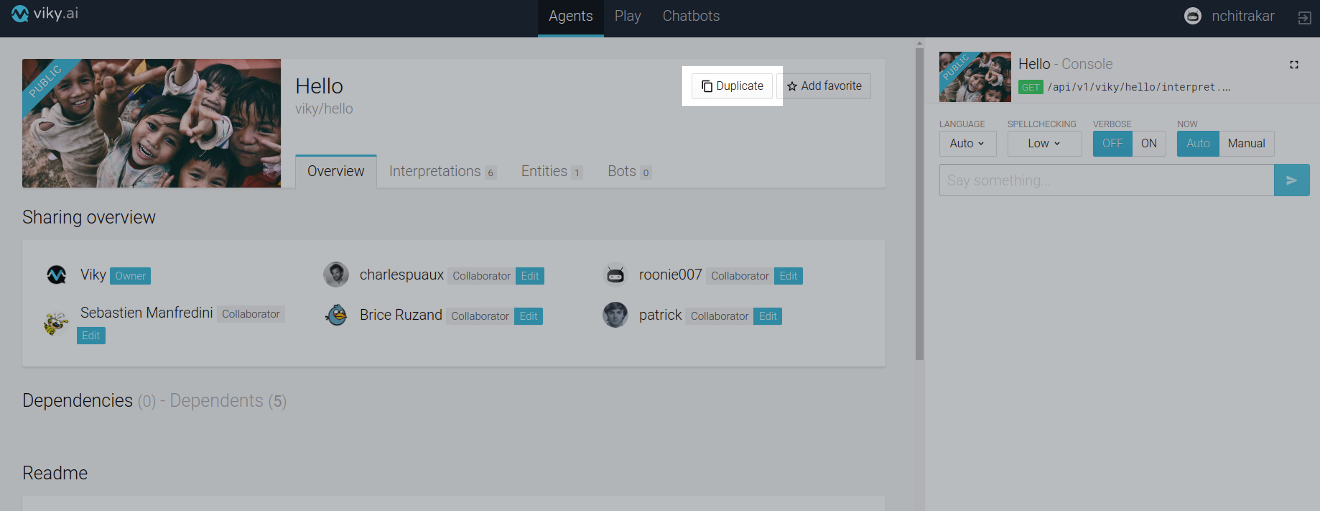 viky.ai
Agents Play Chatbots
nchitrakar
PUBLIC
Hello
viky/hello
Duplicate
Add favorite
Overview Interpretations 6 Entities 1 Bots 0
Sharing overview
Viky Owner
charlespuaux Collaborator Edit
roonie007 Collaborator Edit
Sebastien Manfredini Collaborator
Edit
Brice Ruzand Collaborator Edit
patrick Collaborator Edit
Dependencies (0) - Dependents (5)
Readme
PUBLIC
Hello - Console
GET /api/v1/viky/hello/interpret....
LANGUAGE SPELLCHECKING VERBOSE NOW
Auto Low OFF ON Auto Manual
Say something...